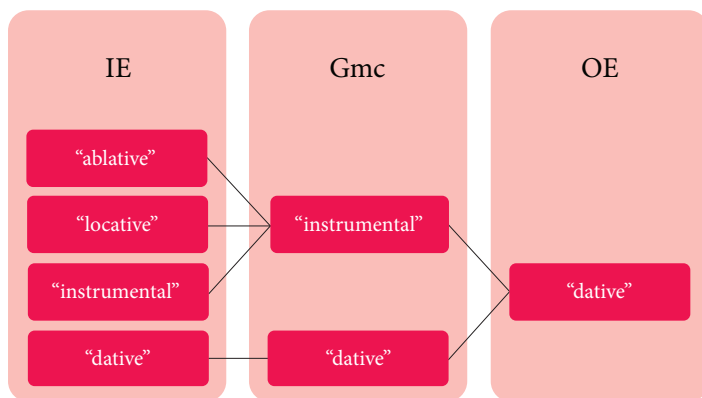 IE
Gmc
OE
“ablative”
“locative”
“instrumental”
“dative”
“instrumental”
“dative”
“dative”